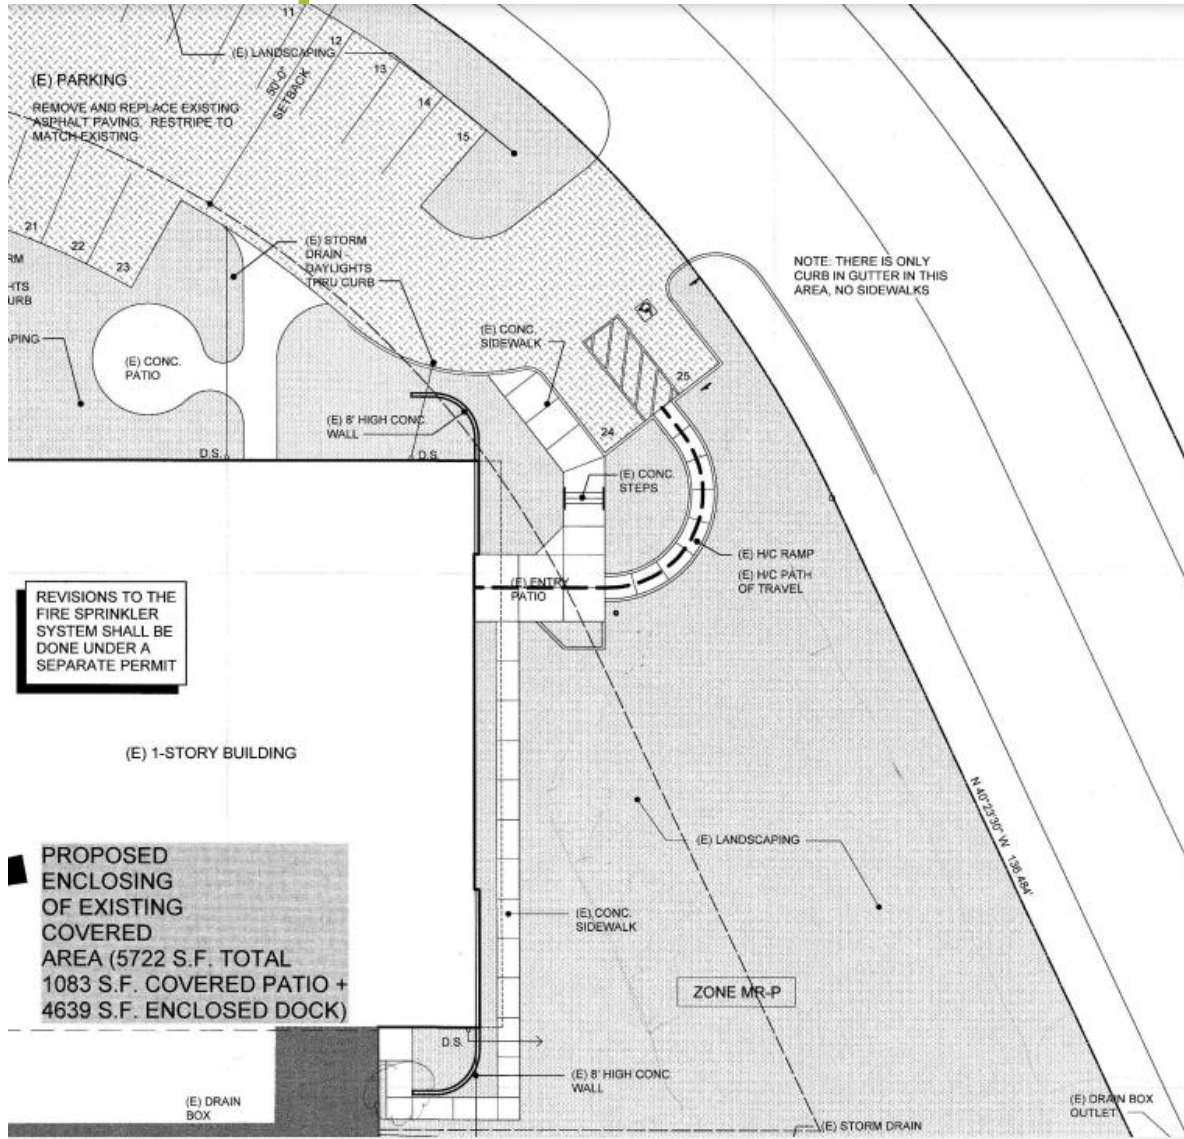 11
(E) LANDSCAPING
12
13
(E) PARKING
50'-0"
SETBACK
14
REMOVE AND REPLACE EXISTING
ASPHALT PAVING. RESTRIPE TO
MATCH EXISTING
15
21
22
23
(E) STORM
DRAIN -
DAYLIGHTS
THRU CURB
NOTE: THERE IS ONLY
CURB IN GUTTER IN THIS
AREA, NO SIDEWALKS
(E) CONC.
SIDEWALK
(E) CONC.
PATIO
25
(E) 8' HIGH CONC.
WALL
24
D.S.
D.S.
(E) CONC.
STEPS
(E) H/C RAMP
(E) H/C PATH
OF TRAVEL
(E) ENTRY
PATIO
REVISIONS TO THE
FIRE SPRINKLER
SYSTEM SHALL BE
DONE UNDER A
SEPARATE PERMIT
(E) 1-STORY BUILDING
N 40°23'30" W 136.484'
(E) LANDSCAPING
PROPOSED
ENCLOSING
OF EXISTING
COVERED
AREA (5722 S.F. TOTAL
1083 S.F. COVERED PATIO +
4639 S.F. ENCLOSED DOCK)
(E) CONC.
SIDEWALK
ZONE MR-P
D.S.
(E) 8' HIGH CONC.
WALL
(E) DRAIN
BOX
(E) DRAIN BOX
OUTLET
(E) STORM DRAIN